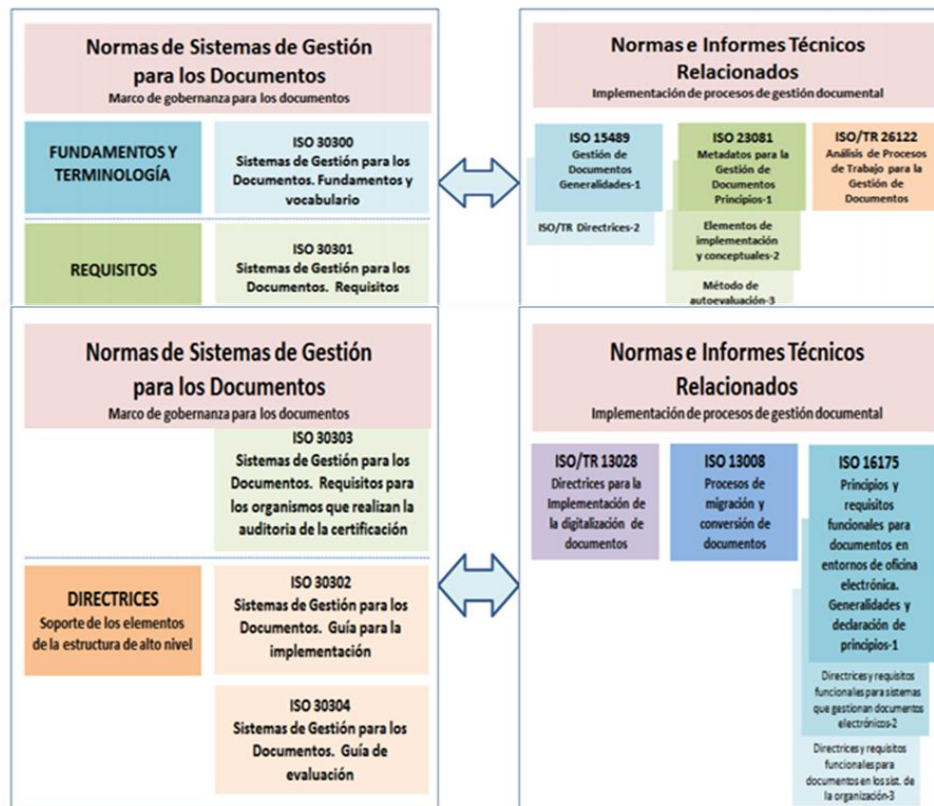 Normas de Sistemas de Gestión
para los Documentos
Marco de gobernanza para los documentos
FUNDAMENTOS Y
TERMINOLOGÍA
ISO 30300
Sistemas de Gestión para los
Documentos. Fundamentos y
vocabulario
REQUISITOS
ISO 30301
Sistemas de Gestión para los
Documentos. Requisitos
Normas e Informes Técnicos
Relacionados
Implementación de procesos de gestión documental
ISO 15489
Gestión de
Documentos
Generalidades-1
ISO/TR Directrices-2
ISO 23081
Metadatos para la
Gestión de
Documentos
Principios-1
Elementos de
implementación
y conceptuales-2
Método de
autoevaluación-3
ISO/TR 26122
Análisis de Procesos
de Trabajo para la
Gestión de
Documentos
Normas de Sistemas de Gestión
para los Documentos
Marco de gobernanza para los documentos
ISO 30303
Sistemas de Gestión para los
Documentos. Requisitos para
los organismos que realizan la
auditoria de la certificación
DIRECTRICES
Soporte de los elementos
de la estructura de alto nivel
ISO 30302
Sistemas de Gestión para los
Documentos. Guía para la
implementación
ISO 30304
Sistemas de Gestión para los
Documentos. Guía de
evaluación
Normas e Informes Técnicos
Relacionados
Implementación de procesos de gestión documental
ISO/TR 13028
Directrices para la
Implementación de
la digitalización de
documentos
ISO 13008
Procesos de
migración y
conversión de
documentos
ISO 16175
Principios y
requisitos
funcionales para
documentos en
entornos de oficina
electrónica.
Generalidades y
declaración de
principios-1
Directrices y requisitos
funcionales para sistemas
que gestionan documentos
electrónicos-2
Directrices y requisitos
funcionales para
documentos en los sist. de
la organización-3